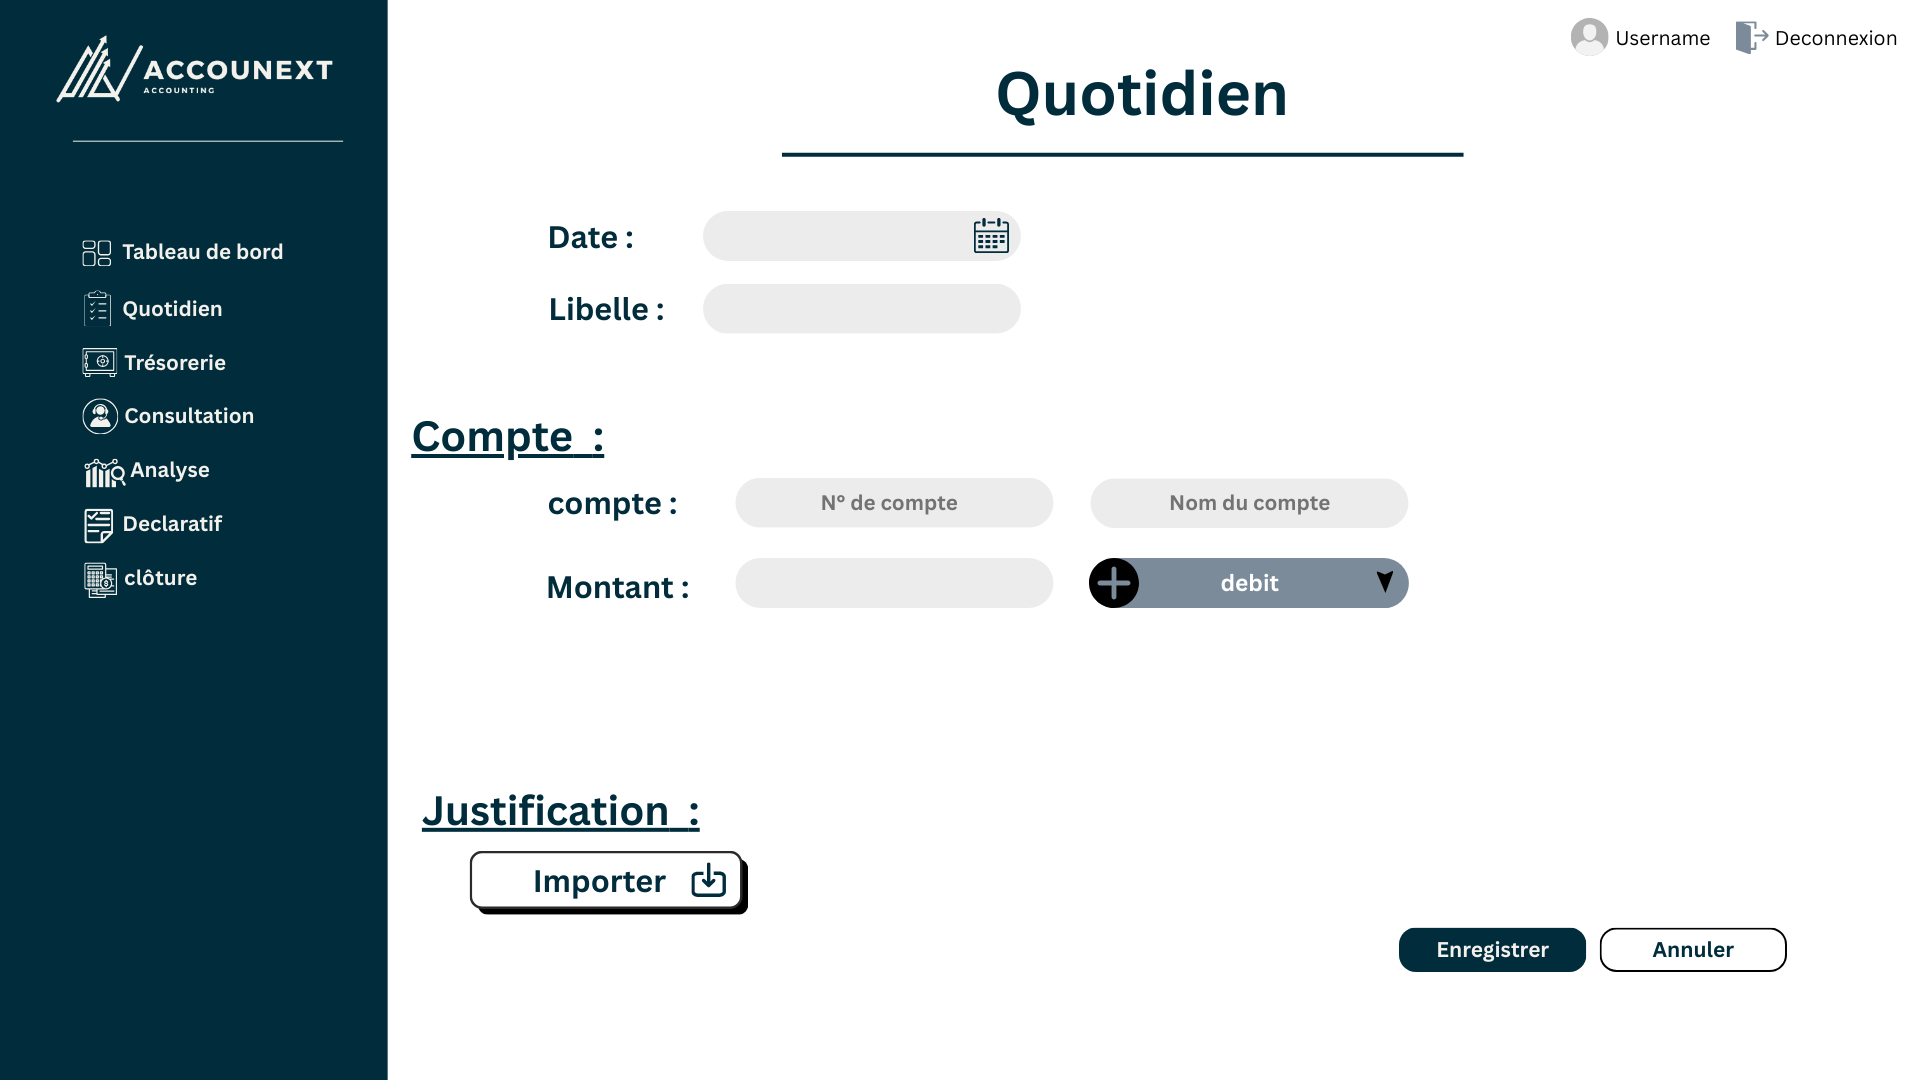 ACCOUNEXT
ACCOUNTING
Tableau de bord
Quotidien
Trésorerie
Consultation
Analyse
Declaratif
clôture
Username
Deconnexion
Quotidien
Date :
Libelle :
Compte :
compte :
N° de compte
Nom du compte
Montant :
debit
Justification :
Importer
Enregistrer
Annuler